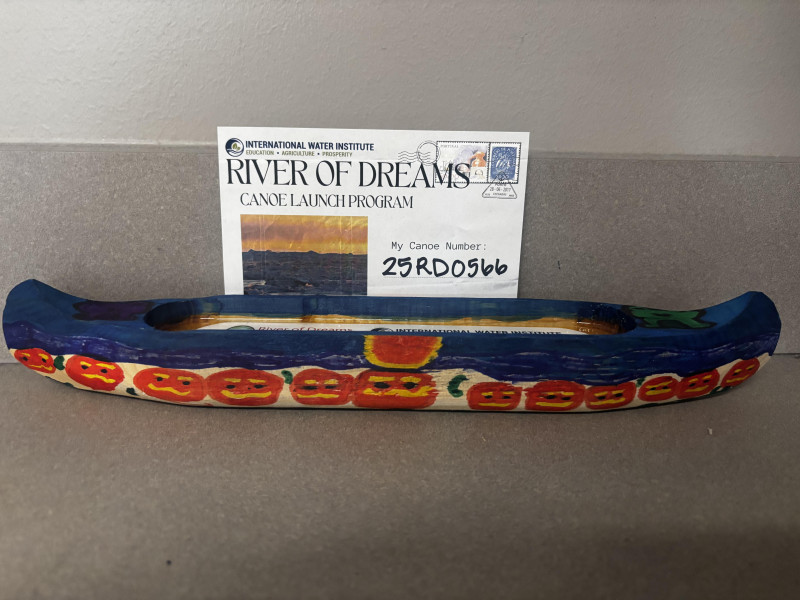 INTERNATIONAL WATER INSTITUTE
EDUCATION • AGRICULTURE • PROSPERITY
RIVER OF DREAMS
CANOE LAUNCH PROGRAM
My Canoe Number:
25RD0566
River of Dreams
INTERNATIONAL WATER INSTITUTE